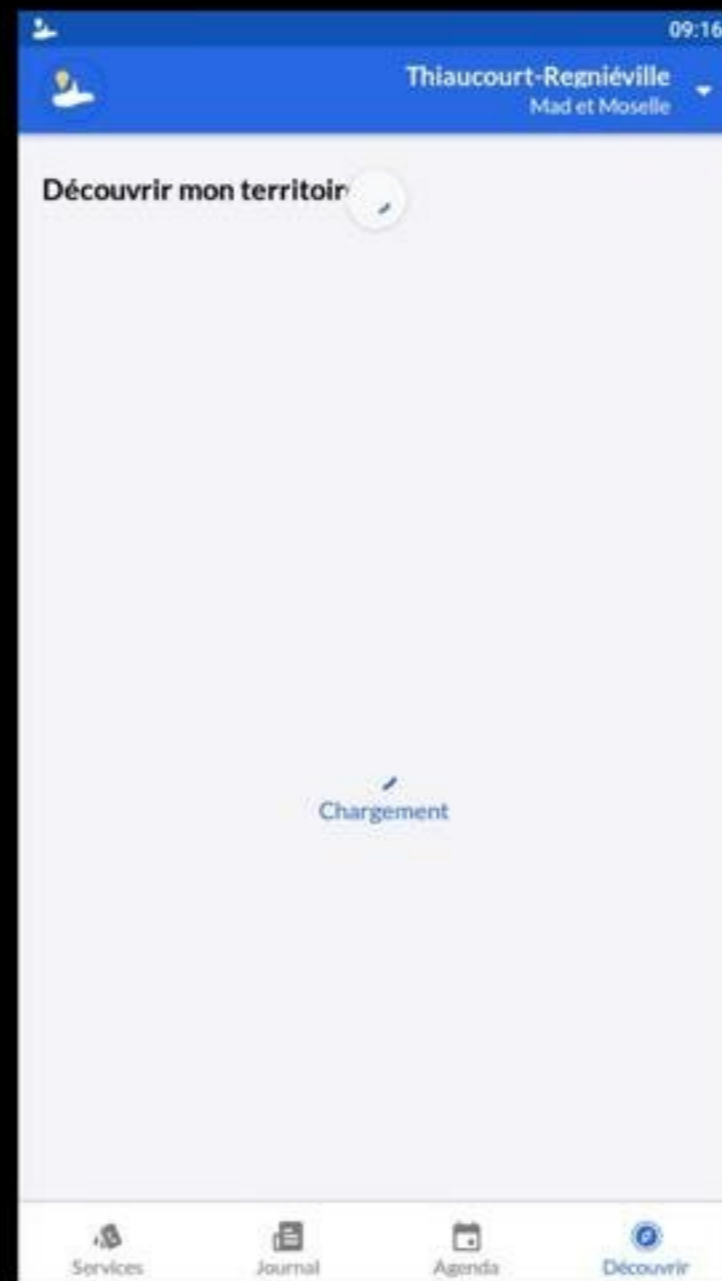 09:16
Thiaucourt-Regniéville
Mad et Moselle
Découvrir mon territoir
Chargement
Services
Journal
Agenda
Découvrir